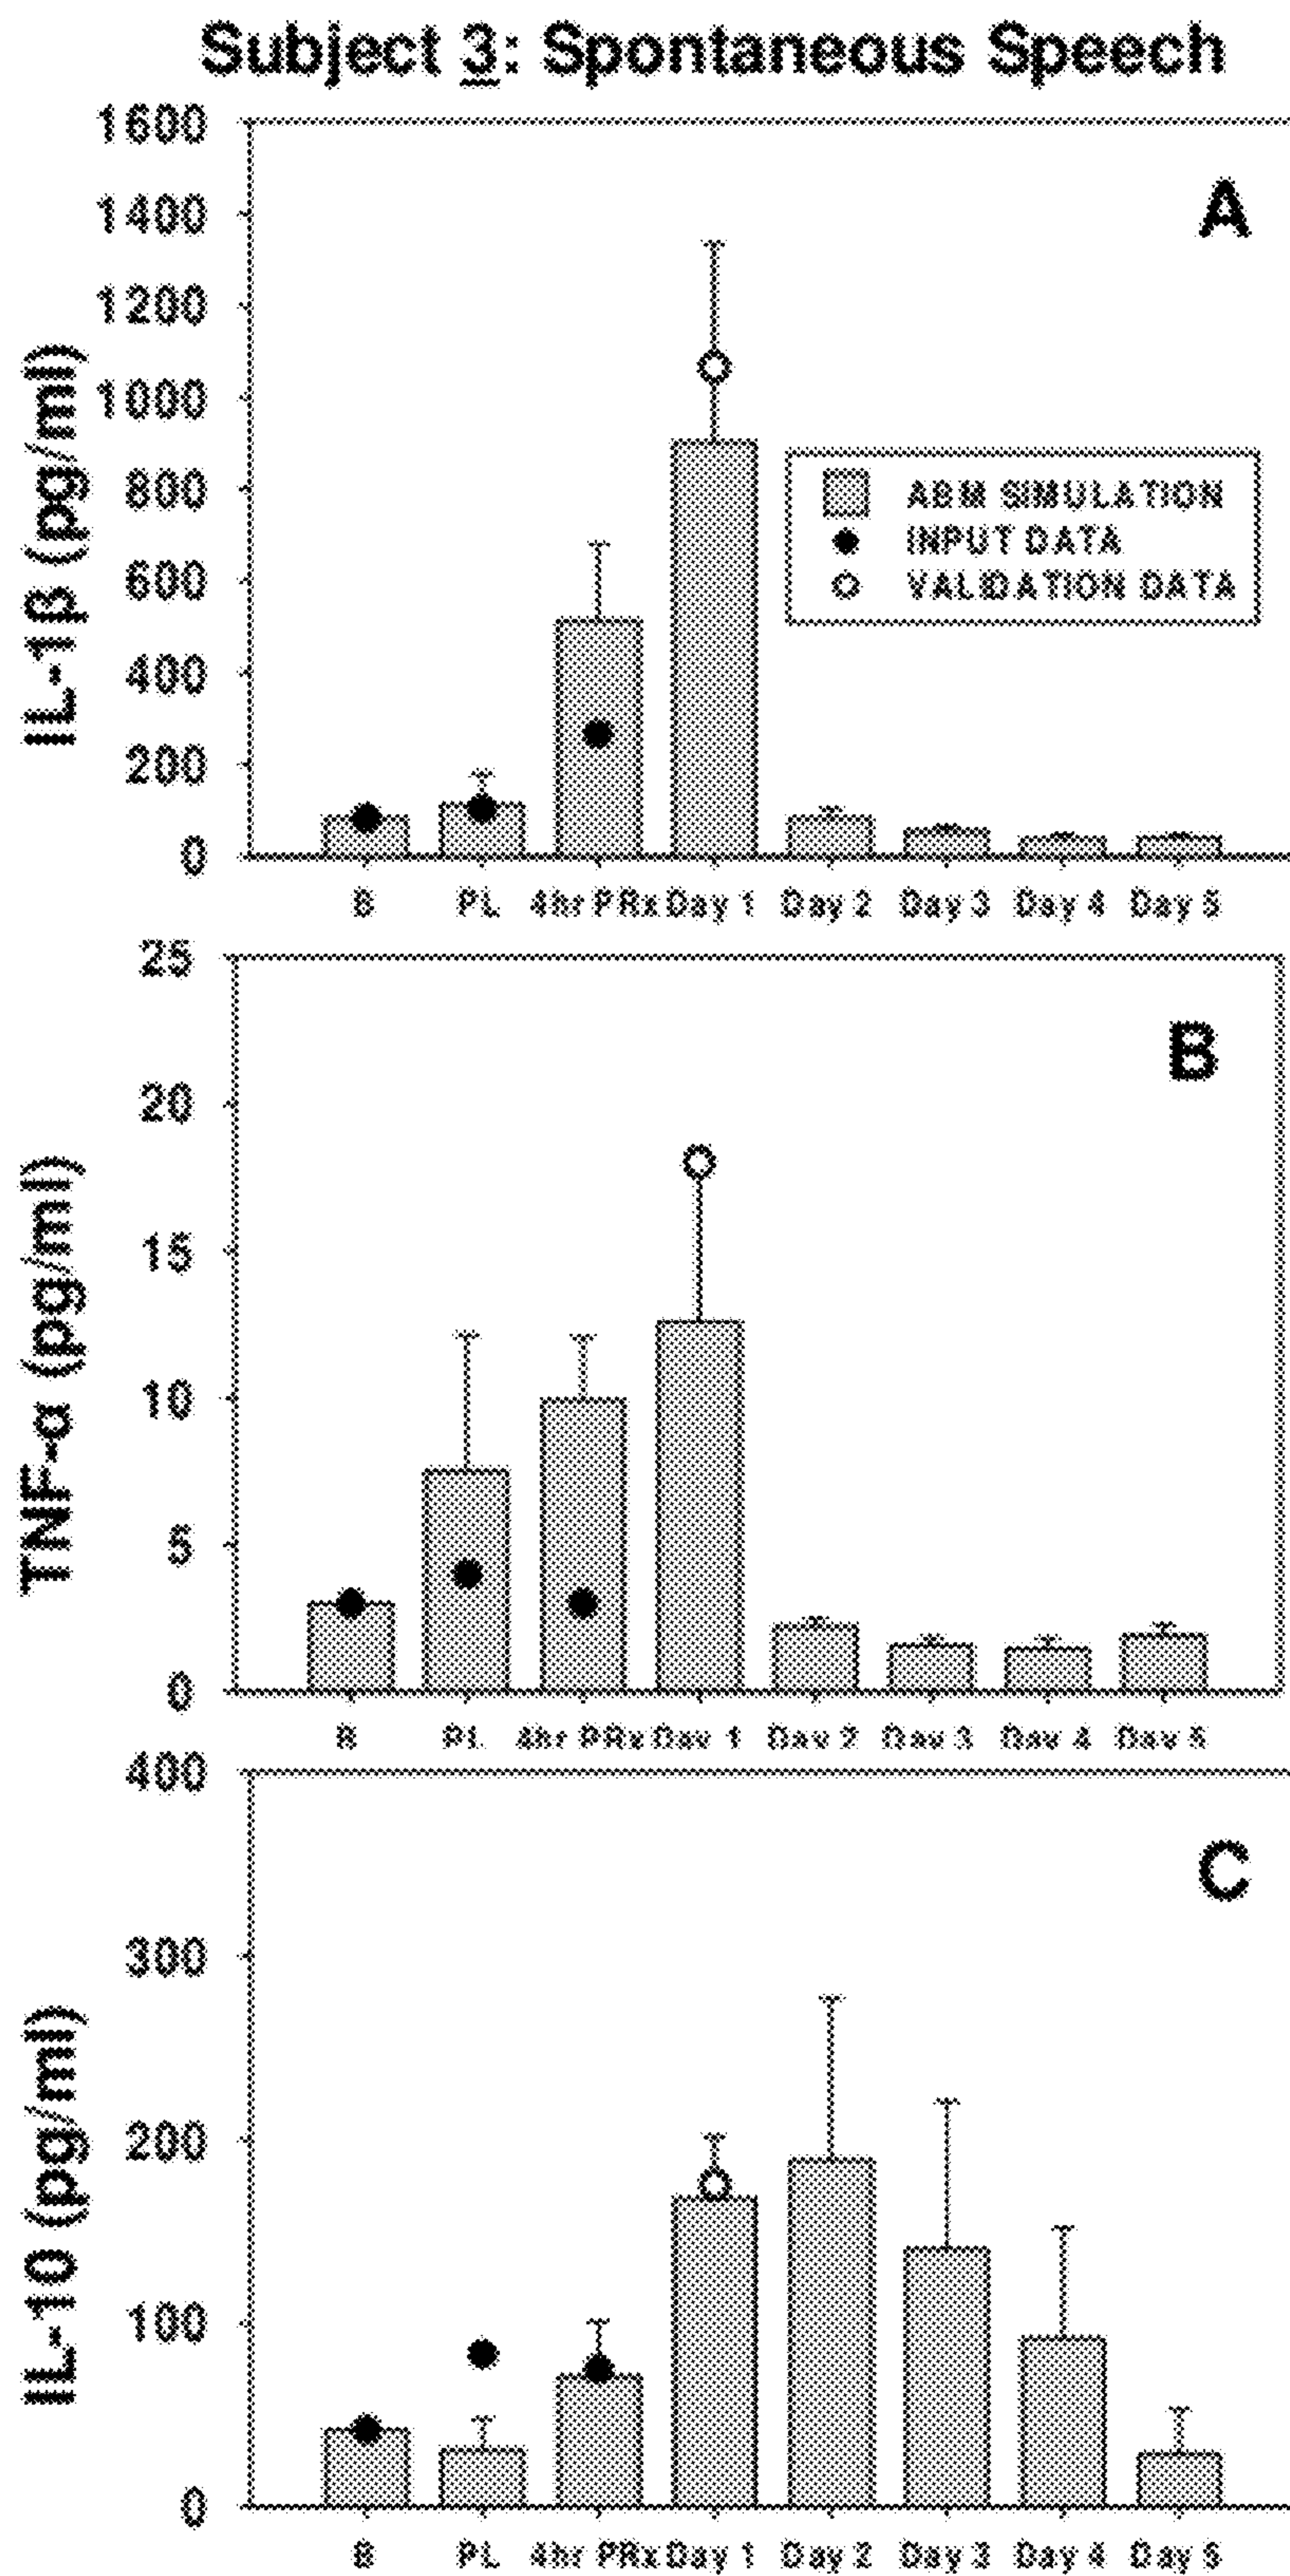 Subject 3: Spontaneous Speech
A
IL-1β (pg/ml)
1600
1400
1200
1000
800
600
400
200
0
ABM SIMULATION
INPUT DATA
VALIDATION DATA
B PL 4hr PRx Day 1 Day 2 Day 3 Day 4 Day 5
B
TNF-α (pg/ml)
25
20
15
10
5
0
B PL 4hr PRx Day 1 Day 2 Day 3 Day 4 Day 5
C
IL-10 (pg/ml)
400
300
200
100
0
B PL 4hr PRx Day 1 Day 2 Day 3 Day 4 Day 5